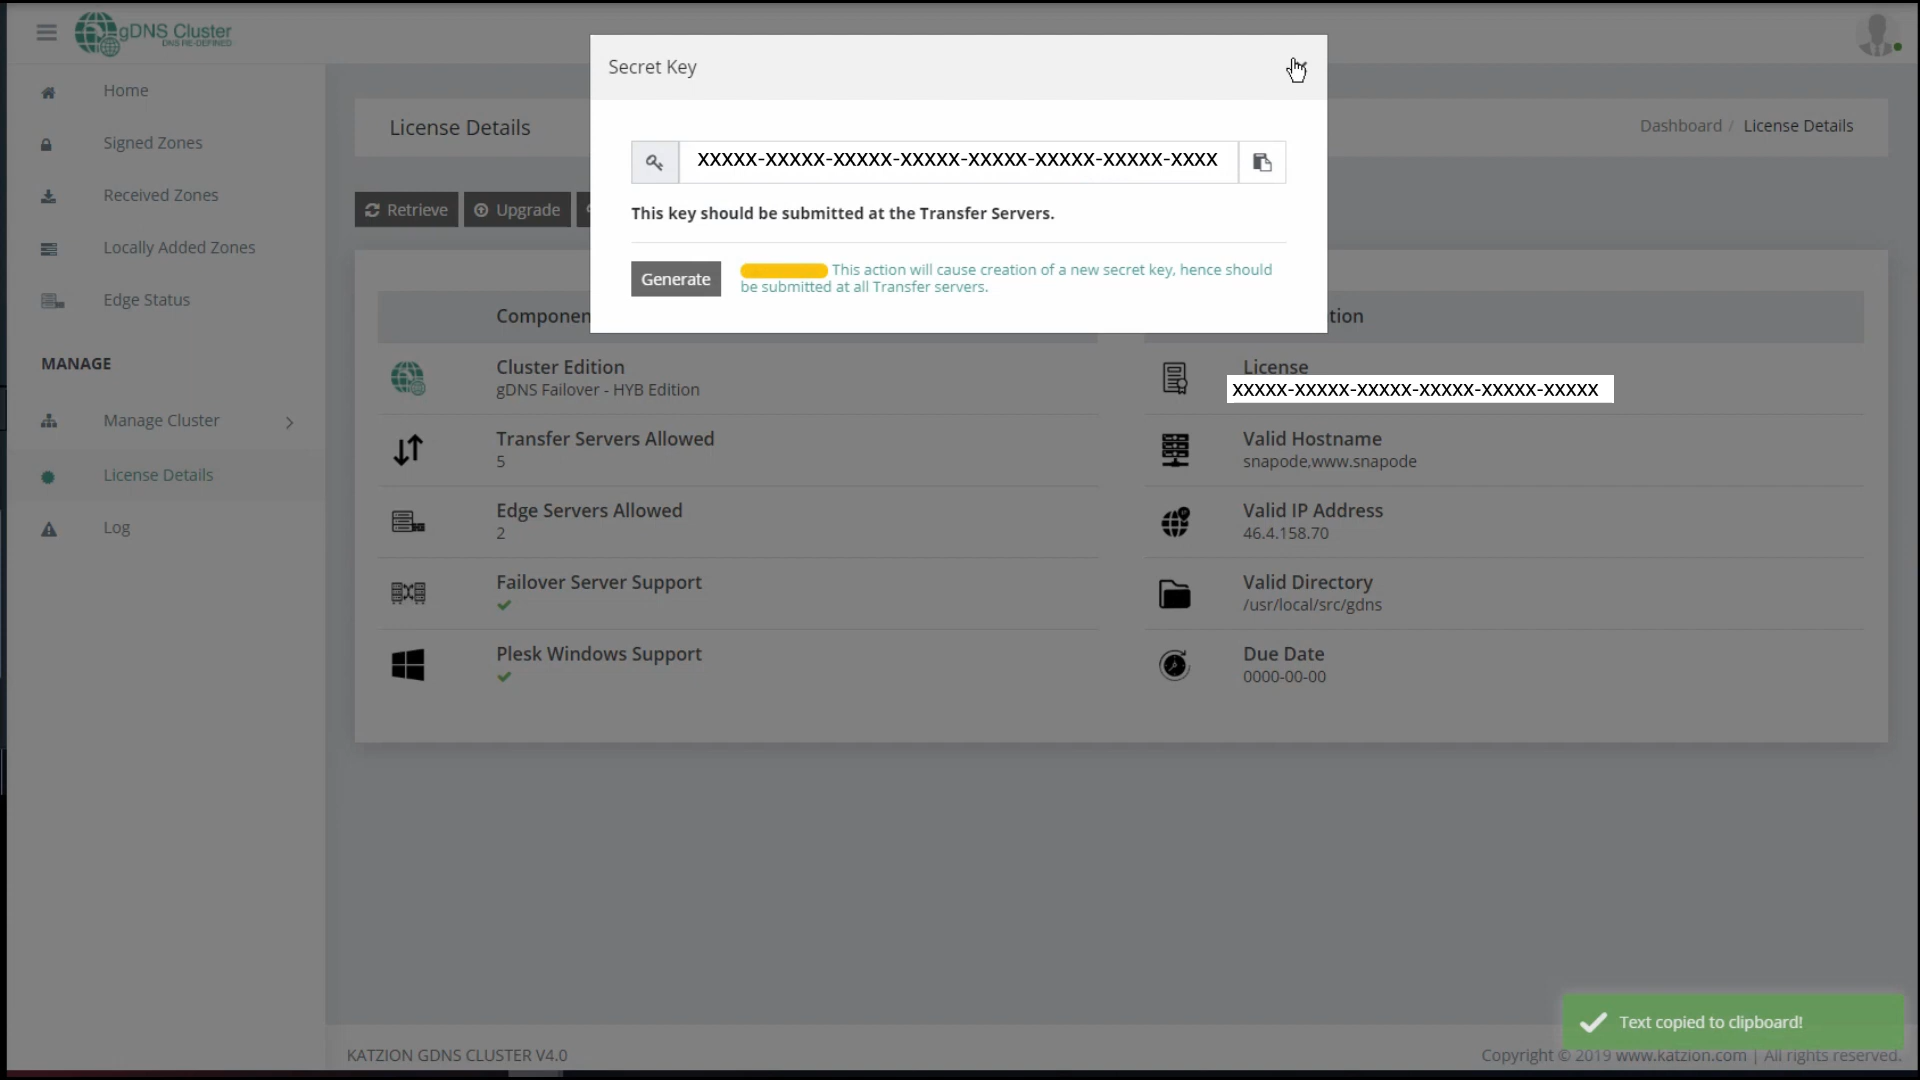 gDNS Cluster
DNS RE-DEFINED
Home
Signed Zones
Received Zones
Locally Added Zones
Edge Status
MANAGE
Manage Cluster
License Details
Log
License Details
Dashboard / License Details
Retrieve
Upgrade
Secret Key
XXXXX-XXXXX-XXXXX-XXXXX-XXXXX-XXXXX-XXXXX-XXXX
This key should be submitted at the Transfer Servers.
Generate
This action will cause creation of a new secret key, hence should
be submitted at all Transfer servers.
Cluster Edition
gDNS Failover - HYB Edition
Transfer Servers Allowed
5
Edge Servers Allowed
2
Failover Server Support
Plesk Windows Support
License
XXXXX-XXXXX-XXXXX-XXXXX-XXXXX-XXXXX
Valid Hostname
snapode,www.snapode
Valid IP Address
46.4.158.70
Valid Directory
/usr/local/src/gdns
Due Date
0000-00-00
Text copied to clipboard!
KATZION GDNS CLUSTER V4.0
Copyright © 2019 www.katzion.com | All rights reserved.